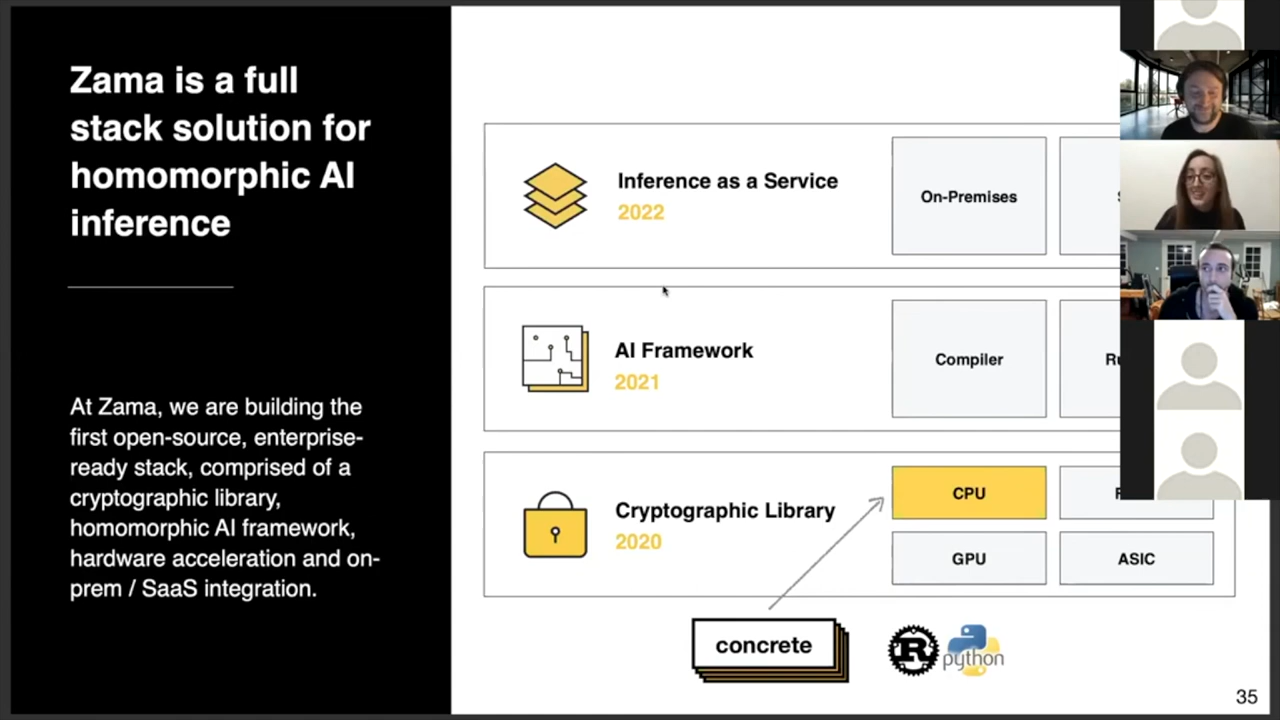 Zama is a full
stack solution for
homomorphic AI
inference
At Zama, we are building the
first open-source, enterprise-
ready stack, comprised of a
cryptographic library,
homomorphic AI framework,
hardware acceleration and on-
prem / SaaS integration.
Inference as a Service
2022
On-Premises
AI Framework
2021
Compiler
Cryptographic Library
2020
CPU
GPU
ASIC
concrete
R
python
35